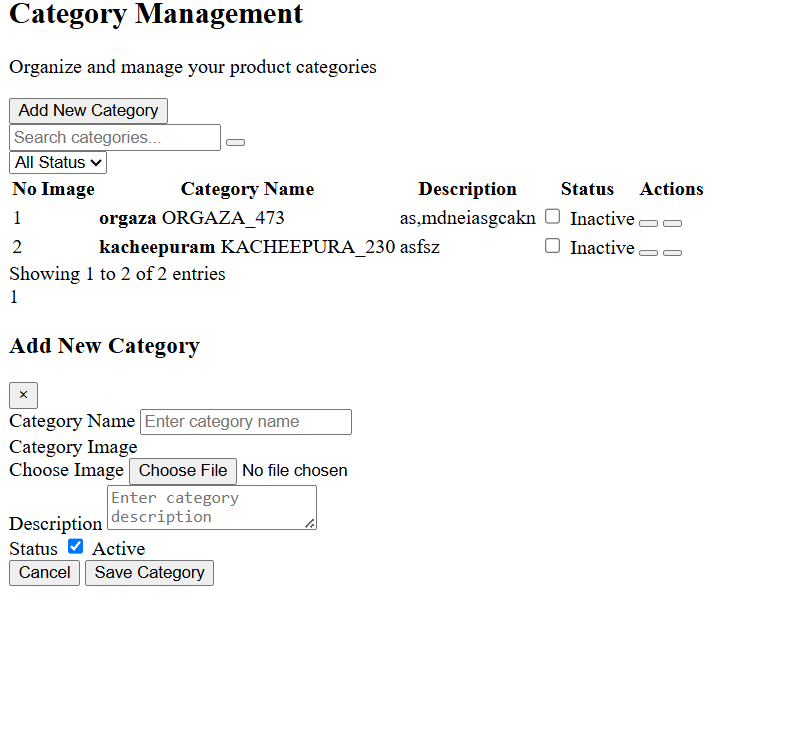 Category Management
Organize and manage your product categories
Add New Category
Search categories...
All Status
No Image Category Name Description Status Actions
1 orgaza ORGAZA_473 as,mdneiasgcakn Inactive
2 kacheepuram KACHEEPURA_230 asfsz Inactive
Showing 1 to 2 of 2 entries
1
Add New Category
×
Category Name Enter category name
Category Image
Choose Image Choose File No file chosen
Enter category
Description description
Status Active
Cancel Save Category